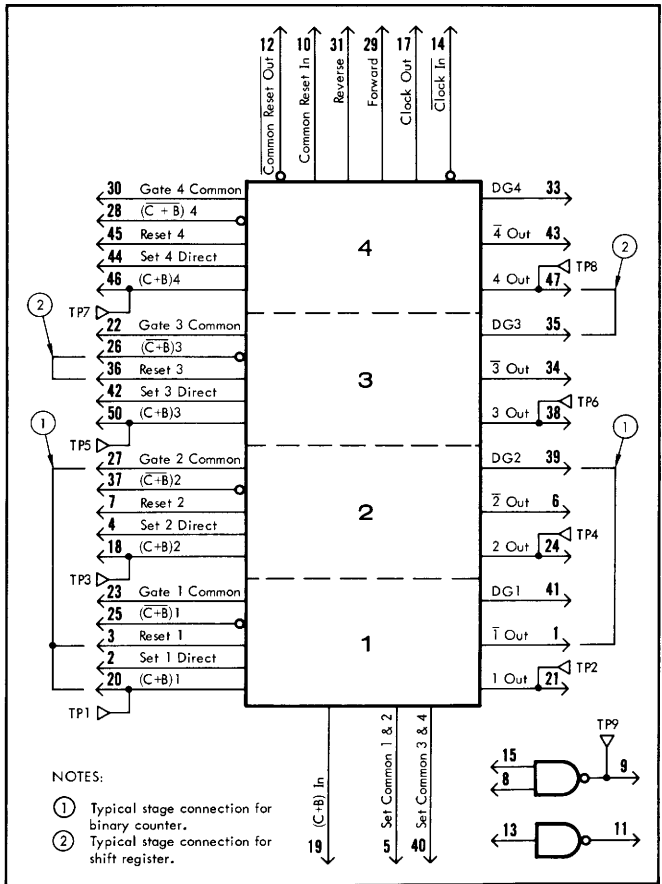 12 10 31 29 17 14
Common Reset Out
Common Reset In
Reverse
Forward
Clock Out
Clock In
30 Gate 4 Common
28 (C + B) 4
45 Reset 4
44 Set 4 Direct
46 (C+B)4
TP7
22 Gate 3 Common
26 (C+B)3
36 Reset 3
42 Set 3 Direct
50 (C+B)3
TP5
27 Gate 2 Common
37 (C+B)2
7 Reset 2
4 Set 2 Direct
18 (C+B)2
TP3
23 Gate 1 Common
25 (C+B)1
3 Reset 1
2 Set 1 Direct
20 (C+B)1
TP1
2
1
4
3
2
1
DG4 33
4 Out 43
TP8
4 Out 47
DG3 35
3 Out 34
TP6
3 Out 38
DG2 39
2 Out 6
TP4
2 Out 24
DG1 41
1 Out 1
TP2
1 Out 21
2
1
(C+B) In
19
Set Common 1 & 2
5
Set Common 3 & 4
40
TP9
15
8
9
13
11
NOTES:
1 Typical stage connection for
binary counter.
2 Typical stage connection for
shift register.